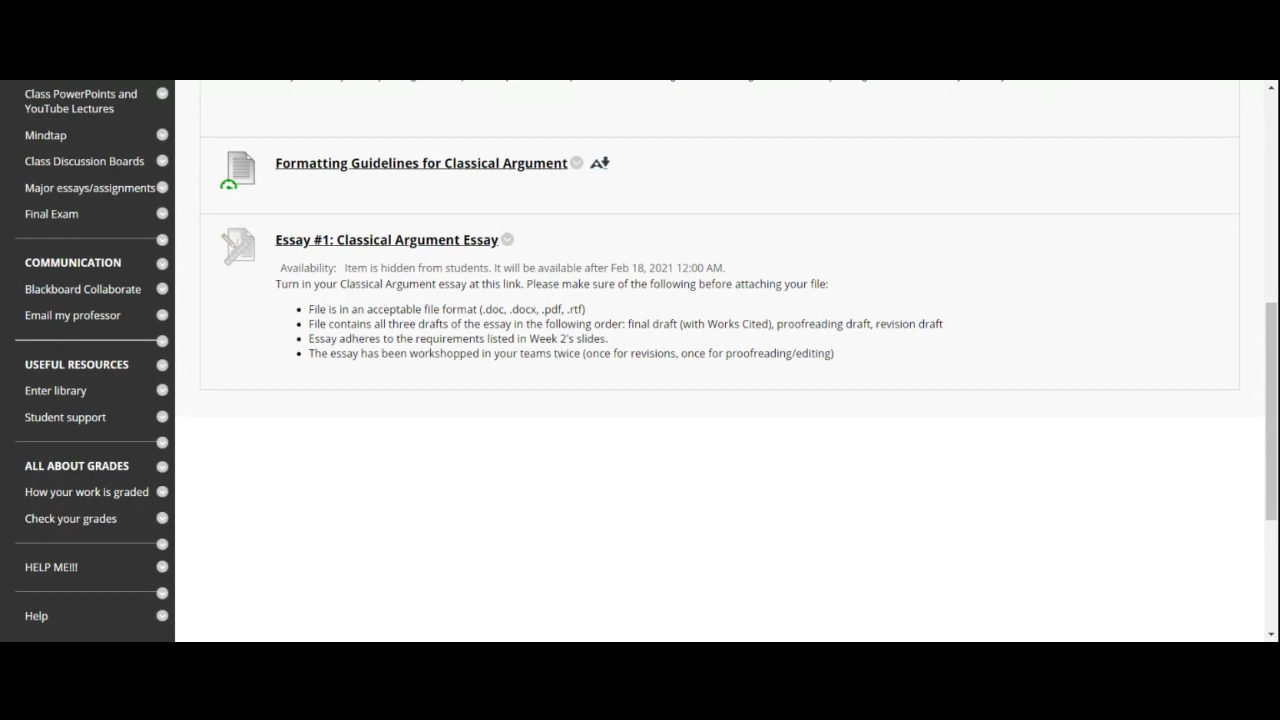 Class PowerPoints and
YouTube Lectures
Mindtap
Class Discussion Boards
Major essays/assignments
Final Exam
COMMUNICATION
Blackboard Collaborate
Email my professor
USEFUL RESOURCES
Enter library
Student support
ALL ABOUT GRADES
How your work is graded
Check your grades
HELP ME!!!
Help
Formatting Guidelines for Classical Argument
Essay #1: Classical Argument Essay
Availability: Item is hidden from students. It will be available after Feb 18, 2021 12:00 AM.
Turn in your Classical Argument essay at this link. Please make sure of the following before attaching your file:
• File is in an acceptable file format (.doc, .docx, .pdf, .rtf)
• File contains all three drafts of the essay in the following order: final draft (with Works Cited), proofreading draft, revision draft
• Essay adheres to the requirements listed in Week 2's slides.
• The essay has been workshopped in your teams twice (once for revisions, once for proofreading/editing)